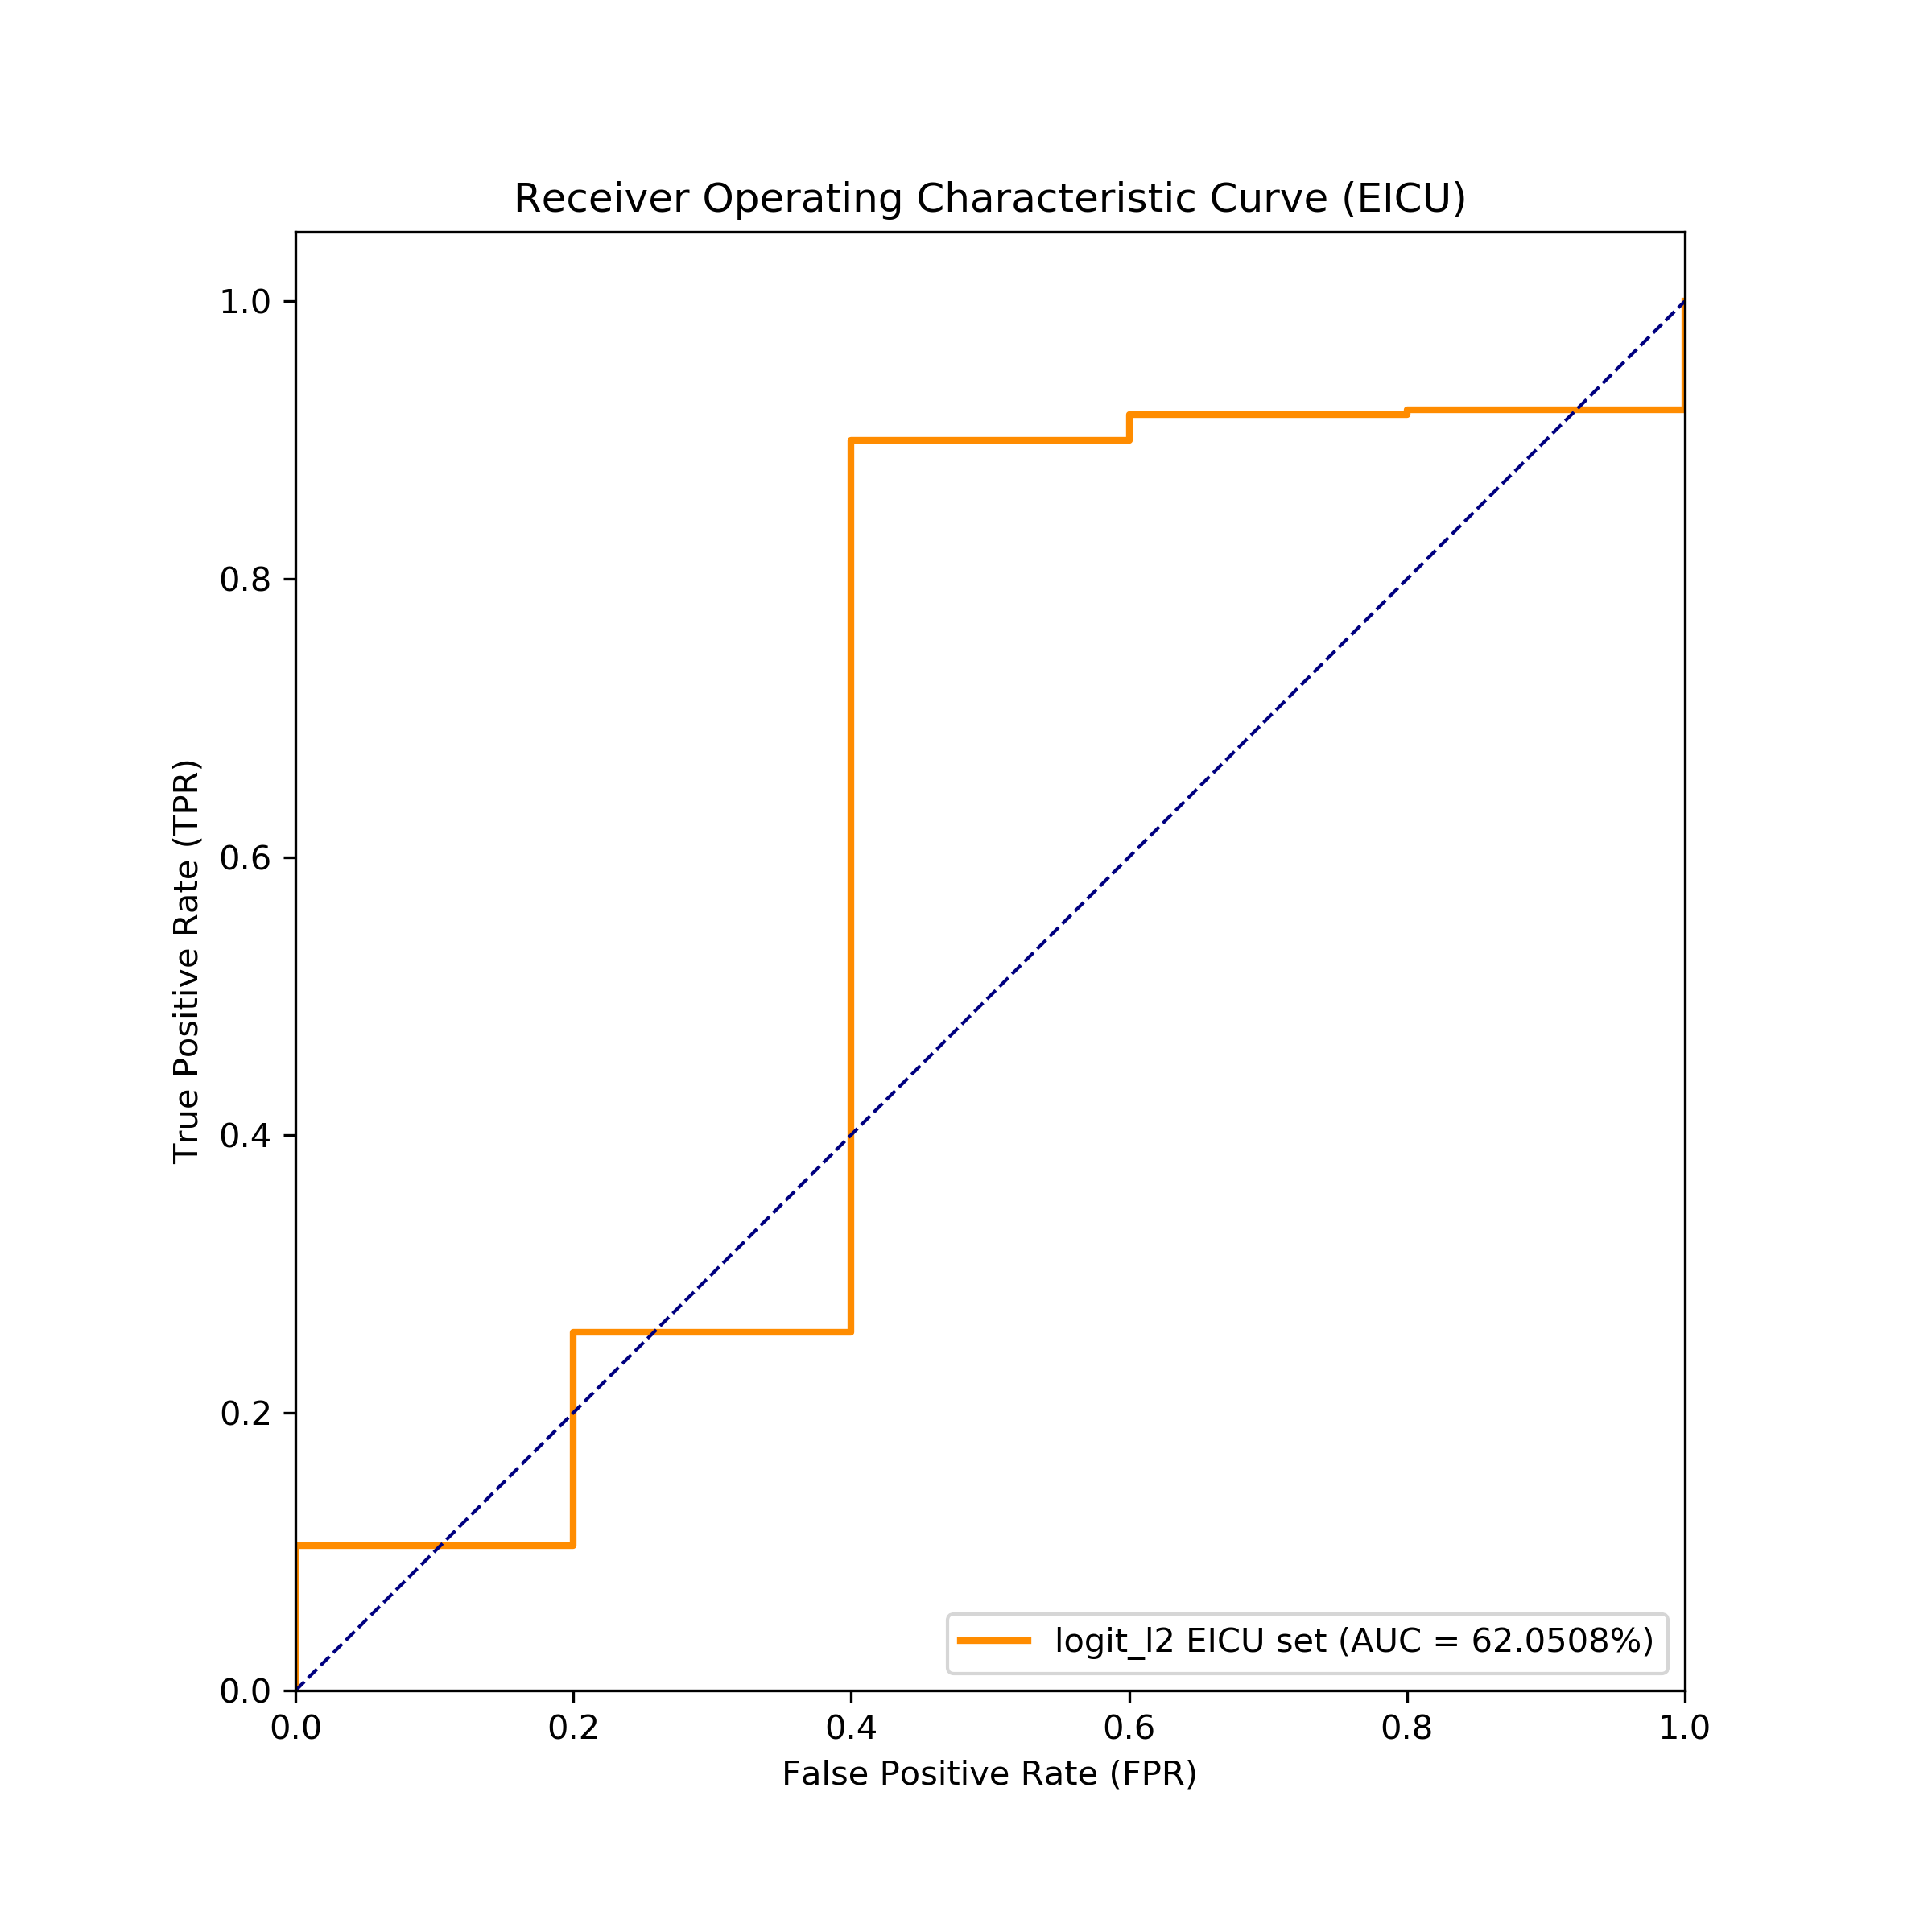 Receiver Operating Characteristic Curve (EICU)
1.0
0.8
0.6
0.4
0.2
0.0
True Positive Rate (TPR)
logit_l2 EICU set (AUC = 62.0508%)
0.0 0.2 0.4 0.6 0.8 1.0
False Positive Rate (FPR)